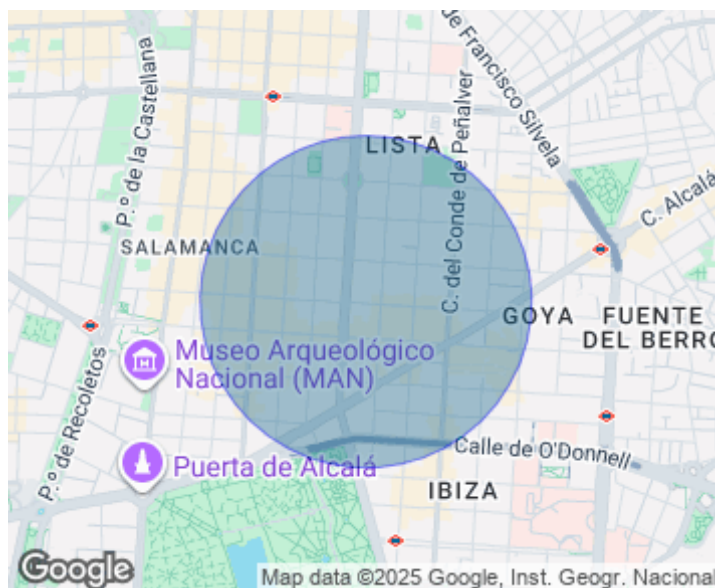 de Francisco Silvela
P.º de la Castellana
LISTA
C. del Conde de Peñalver
C. Alcalá
SALAMANCA
GOYA
FUENTE
DEL BERRO
Museo Arqueológico
Nacional (MAN)
P.º de Recoletos
Puerta de Alcalá
Calle de O'Donnell
IBIZA
Google
Map data ©2025 Google, Inst. Geogr. Nacional